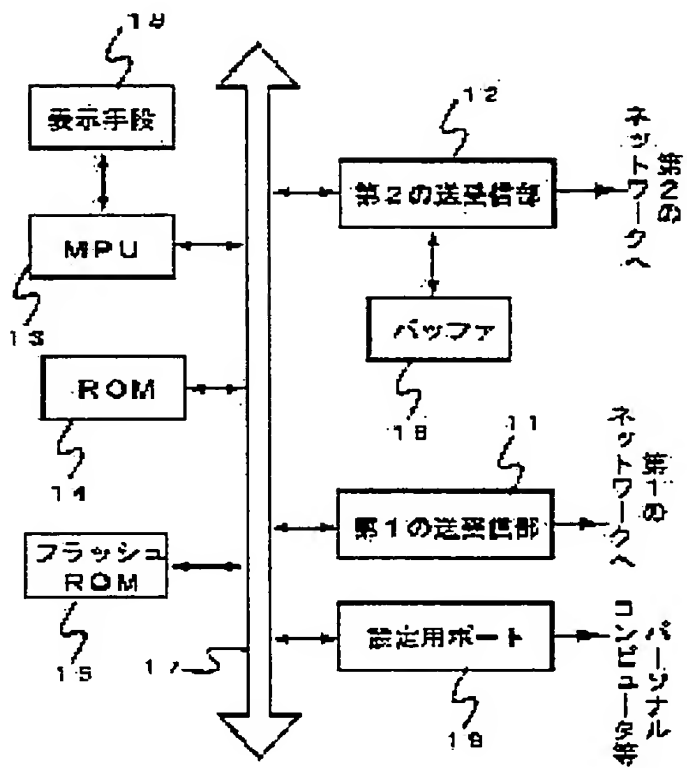 表示手段
MPU
13
ROM
14
フラッシュ
ROM
15
17
12
第2の送受信部
第2の
ネットワークへ
バッファ
11
第1の送受信部
第1の
ネットワークへ
設定用ポート
パーソナル
コンピュータ等